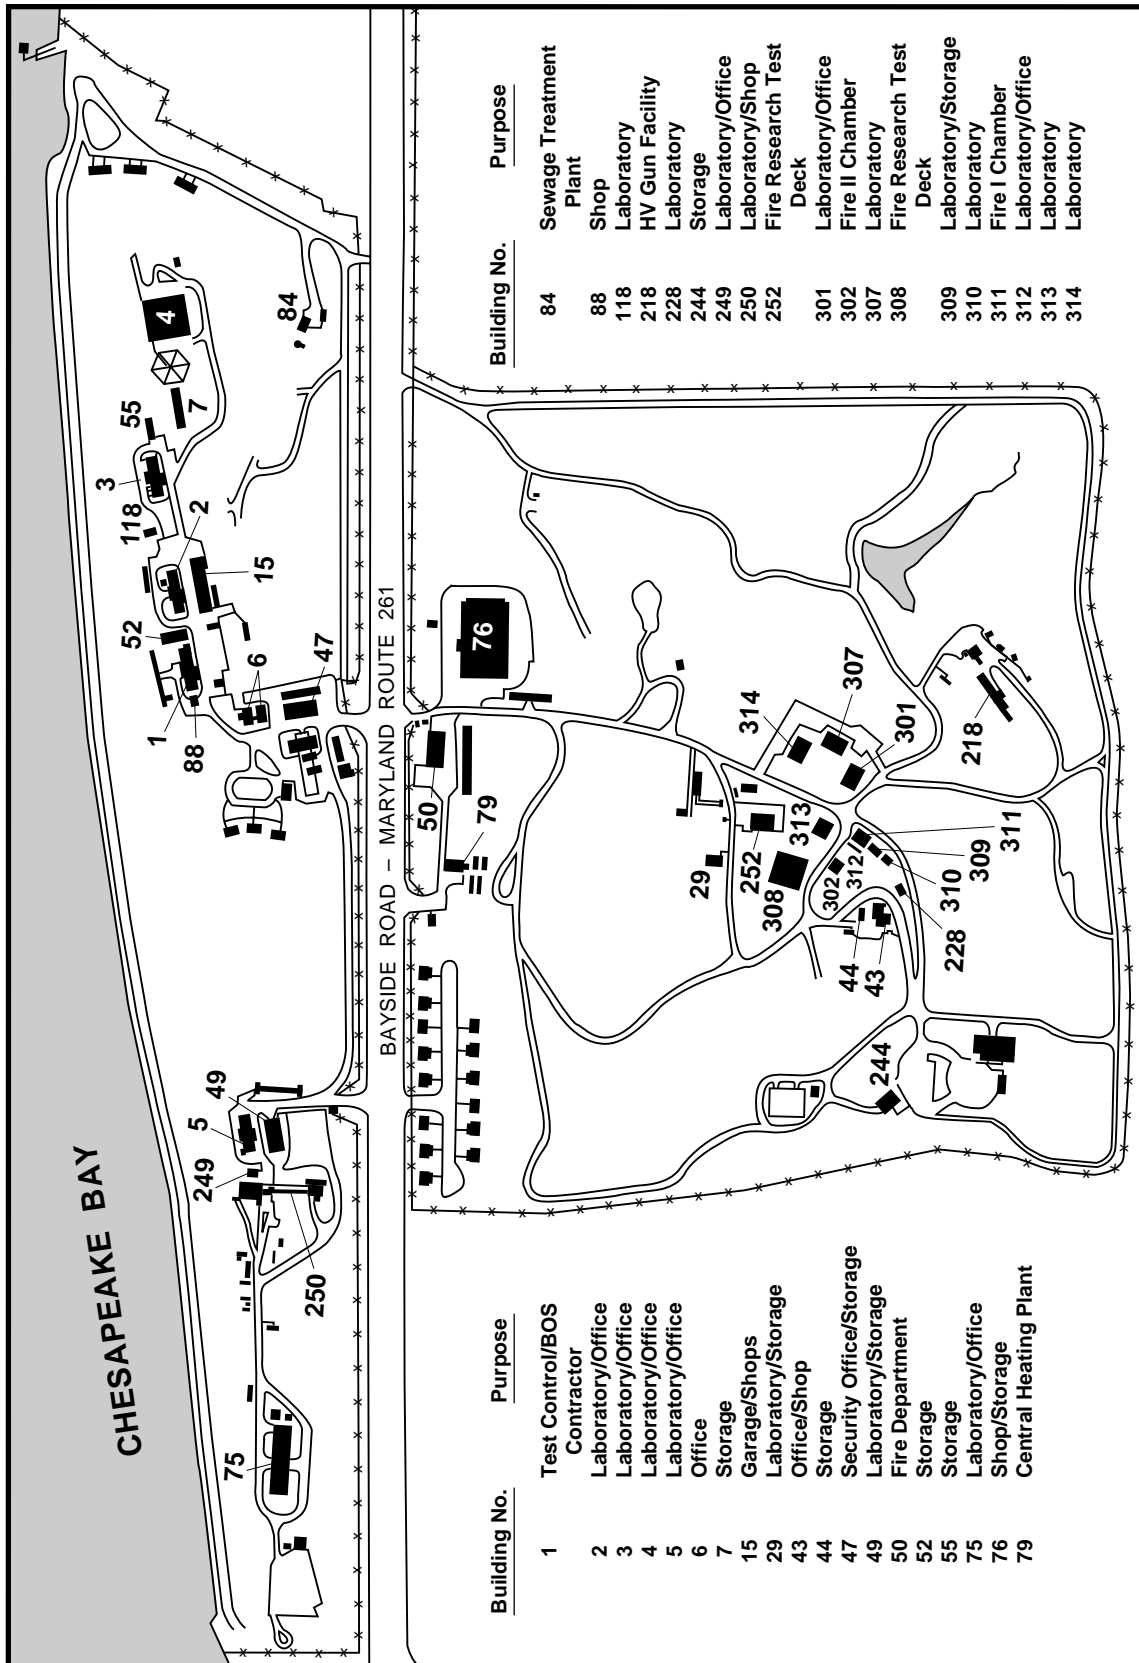 CHESAPEAKE BAY
BAYSIDE ROAD – MARYLAND ROUTE 261
75
250
249
5
49
88
1
52
6
47
118
2
15
3
55
7
4
84
50
79
76
29
252
308
313
314
307
301
302
312
44
43
228
310
309
311
218
244
Building No. Purpose
1 Test Control/BOS
Contractor
2 Laboratory/Office
3 Laboratory/Office
4 Laboratory/Office
5 Laboratory/Office
6 Office
7 Storage
15 Garage/Shops
29 Laboratory/Storage
43 Office/Shop
44 Storage
47 Security Office/Storage
49 Laboratory/Storage
50 Fire Department
52 Storage
55 Storage
75 Laboratory/Office
76 Shop/Storage
79 Central Heating Plant
Building No. Purpose
84 Sewage Treatment
Plant
88 Shop
118 Laboratory
218 HV Gun Facility
228 Laboratory
244 Storage
249 Laboratory/Office
250 Laboratory/Shop
252 Fire Research Test
Deck
301 Laboratory/Office
302 Fire II Chamber
307 Laboratory
308 Fire Research Test
Deck
309 Laboratory/Storage
310 Laboratory
311 Fire I Chamber
312 Laboratory/Office
313 Laboratory
314 Laboratory